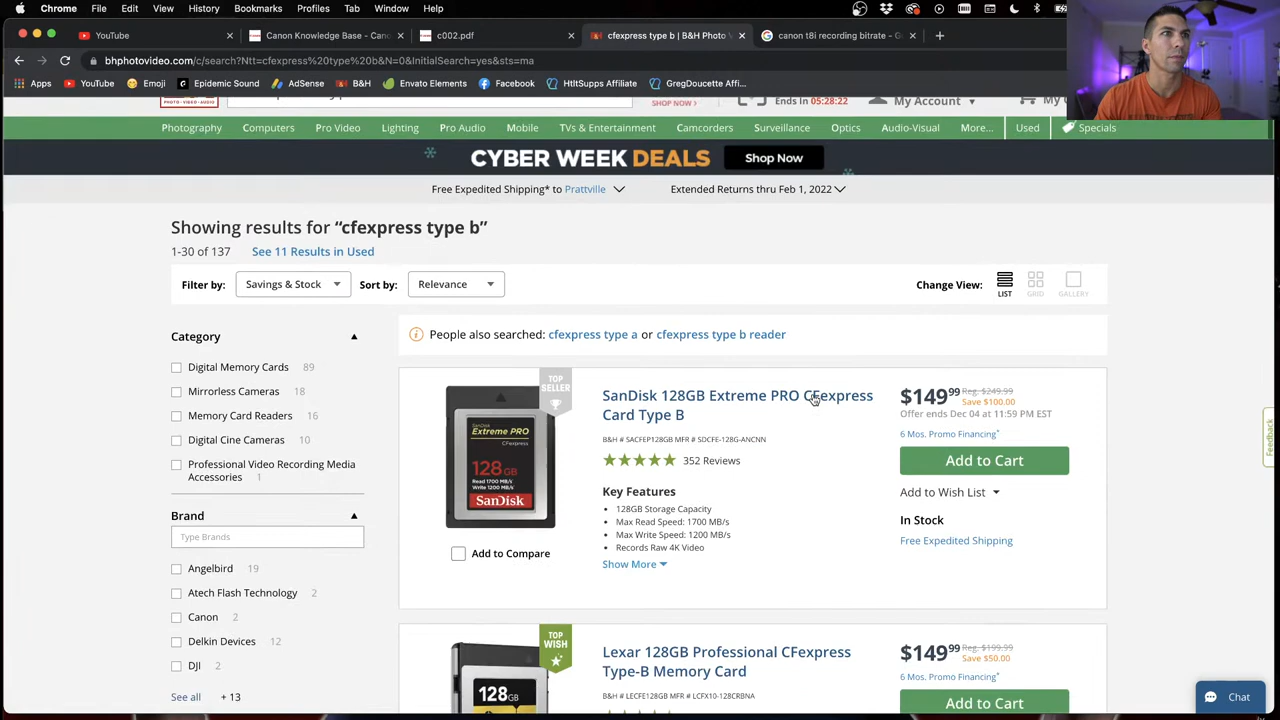 Chrome File Edit View History Bookmarks Profiles Tab Window Help
YouTube
Canon Knowledge Base - Can
c002.pdf
cfexpress type b | B&H Photo V
canon t8i recording bitrate - G
bhphotovideo.com/c/search?Ntt=cfexpress%20type%20b&N=0&InitialSearch=yes&sts=ma
Apps YouTube Emoji Epidemic Sound AdSense B&H Envato Elements Facebook HtltSupps Affiliate GregDoucette Affi...
PHOTO · VIDEO · AUDIO
SHOP NOW
Ends In 05:28:22
My Account
Photography Computers Pro Video Lighting Pro Audio Mobile TVs & Entertainment Camcorders Surveillance Optics Audio-Visual More... Used Specials
CYBER WEEK DEALS Shop Now
Free Expedited Shipping* to Prattville Extended Returns thru Feb 1, 2022
Showing results for “cfexpress type b”
1-30 of 137 See 11 Results in Used
Filter by: Savings & Stock Sort by: Relevance Change View: LIST GRID GALLERY
Category
Digital Memory Cards 89
Mirrorless Cameras 18
Memory Card Readers 16
Digital Cine Cameras 10
Professional Video Recording Media
Accessories 1
Brand
Type Brands
Angelbird 19
Atech Flash Technology 2
Canon 2
Delkin Devices 12
DJI 2
See all + 13
People also searched: cfexpress type a or cfexpress type b reader
TOP
SELLER
SanDisk
Extreme PRO
CFexpress
128GB
Read 1700 MB/s
Write 1200 MB/s
SanDisk
Add to Compare
SanDisk 128GB Extreme PRO CFexpress
Card Type B
B&H # SACFEP128GB MFR # SDCFE-128G-ANCNN
352 Reviews
Key Features
128GB Storage Capacity
Max Read Speed: 1700 MB/s
Max Write Speed: 1200 MB/s
Records Raw 4K Video
Show More
$149.99 Reg. $249.99
Save $100.00
Offer ends Dec 04 at 11:59 PM EST
6 Mos. Promo Financing*
Add to Cart
Add to Wish List
In Stock
Free Expedited Shipping
TOP
WISH
128GB
Lexar 128GB Professional CFexpress
Type-B Memory Card
B&H # LECFE128GB MFR # LCFX10-128CRBNA
$149.99 Reg. $199.99
Save $50.00
6 Mos. Promo Financing*
Add to Cart
Feedback
Chat